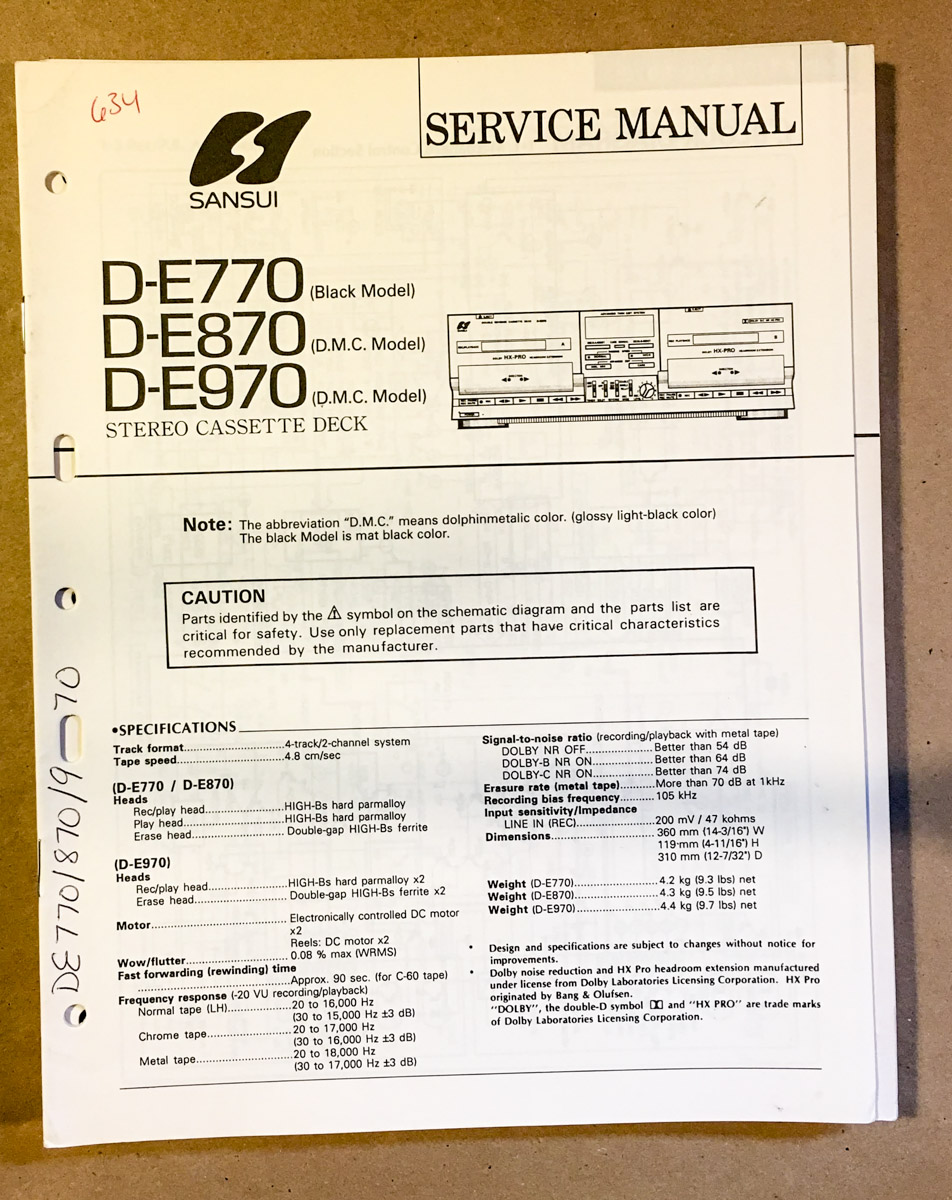 634
SERVICE MANUAL
SANSUI
D-E770 (Black Model)
D-E870 (D.M.C. Model)
D-E970 (D.M.C. Model)
STEREO CASSETTE DECK
HX-PRO
HX-PRO
Note: The abbreviation "D.M.C." means dolphinmetalic color. (glossy light-black color)
The black Model is mat black color.
CAUTION
Parts identified by the ⚠ symbol on the schematic diagram and the parts list are
critical for safety. Use only replacement parts that have critical characteristics
recommended by the manufacturer.
DE 770/870/9 70
•SPECIFICATIONS
Track format..............................4-track/2-channel system
Tape speed................................4.8 cm/sec
(D-E770 / D-E870)
Heads
Rec/play head........................HIGH-Bs hard parmalloy
Play head...............................HIGH-Bs hard parmalloy
Erase head............................ Double-gap HIGH-Bs ferrite
(D-E970)
Heads
Rec/play head........................HIGH-Bs hard parmalloy x2
Erase head............................ Double-gap HIGH-Bs ferrite x2
Motor........................................ Electronically controlled DC motor
x2
Reels: DC motor x2
Wow/flutter............................... 0.08 % max (WRMS)
Fast forwarding (rewinding) time
..............................................Approx. 90 sec. (for C-60 tape)
Frequency response (-20 VU recording/playback)
Normal tape (LH)...................20 to 16,000 Hz
(30 to 15,000 Hz ±3 dB)
Chrome tape..........................20 to 17,000 Hz
(30 to 16,000 Hz ±3 dB)
Metal tape.............................20 to 18,000 Hz
(30 to 17,000 Hz ±3 dB)
Signal-to-noise ratio (recording/playback with metal tape)
DOLBY NR OFF.................... Better than 54 dB
DOLBY-B NR ON.................. Better than 64 dB
DOLBY-C NR ON.................. Better than 74 dB
Erasure rate (metal tape)..........More than 70 dB at 1kHz
Recording bias frequency.......... 105 kHz
Input sensitivity/Impedance
LINE IN (REC).......................200 mV / 47 kohms
Dimensions............................... 360 mm (14-3/16") W
119 mm (4-11/16") H
310 mm (12-7/32") D
Weight (D-E770).........................4.2 kg (9.3 lbs) net
Weight (D-E870).........................4.3 kg (9.5 lbs) net
Weight (D-E970).........................4.4 kg (9.7 lbs) net
• Design and specifications are subject to changes without notice for
improvements.
• Dolby noise reduction and HX Pro headroom extension manufactured
under license from Dolby Laboratories Licensing Corporation. HX Pro
originated by Bang & Olufsen.
"DOLBY", the double-D symbol and "HX PRO" are trade marks
of Dolby Laboratories Licensing Corporation.